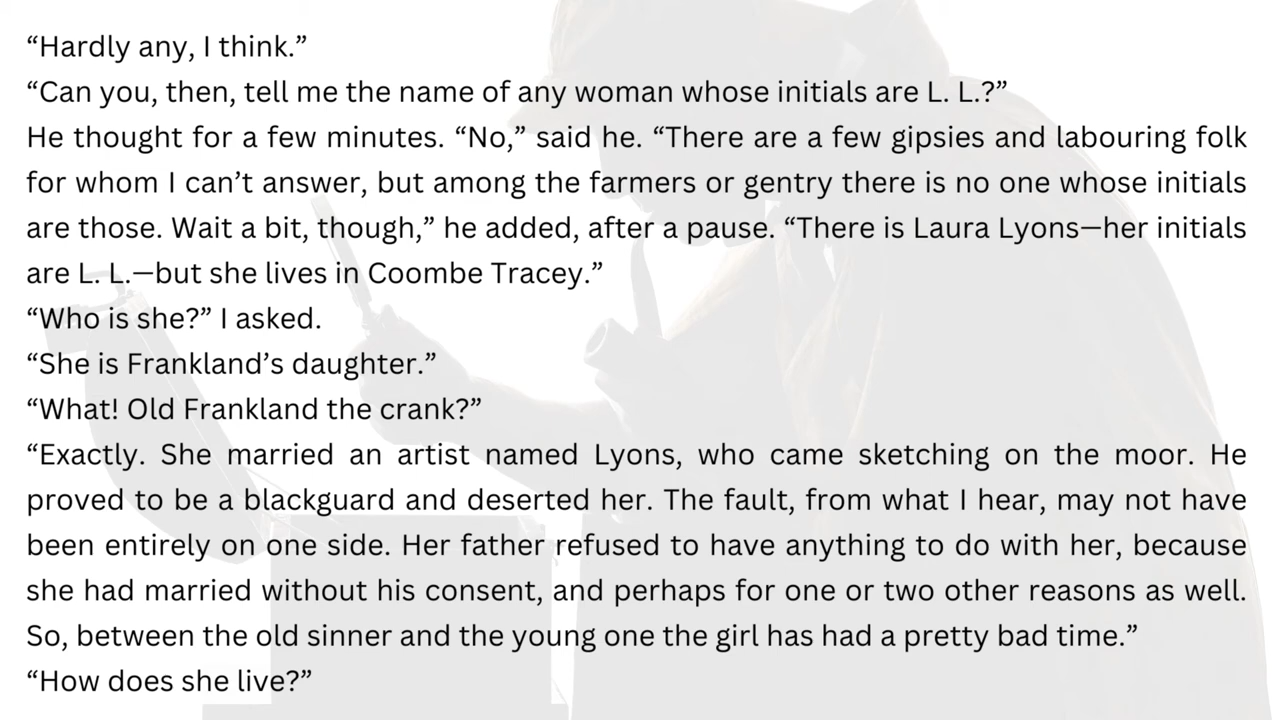 “Hardly any, I think.”
“Can you, then, tell me the name of any woman whose initials are L. L.?”
He thought for a few minutes. “No,” said he. “There are a few gipsies and labouring folk
for whom I can’t answer, but among the farmers or gentry there is no one whose initials
are those. Wait a bit, though,” he added, after a pause. “There is Laura Lyons—her initials
are L. L.—but she lives in Coombe Tracey.”
“Who is she?” I asked.
“She is Frankland’s daughter.”
“What! Old Frankland the crank?”
“Exactly. She married an artist named Lyons, who came sketching on the moor. He
proved to be a blackguard and deserted her. The fault, from what I hear, may not have
been entirely on one side. Her father refused to have anything to do with her, because
she had married without his consent, and perhaps for one or two other reasons as well.
So, between the old sinner and the young one the girl has had a pretty bad time.”
“How does she live?”